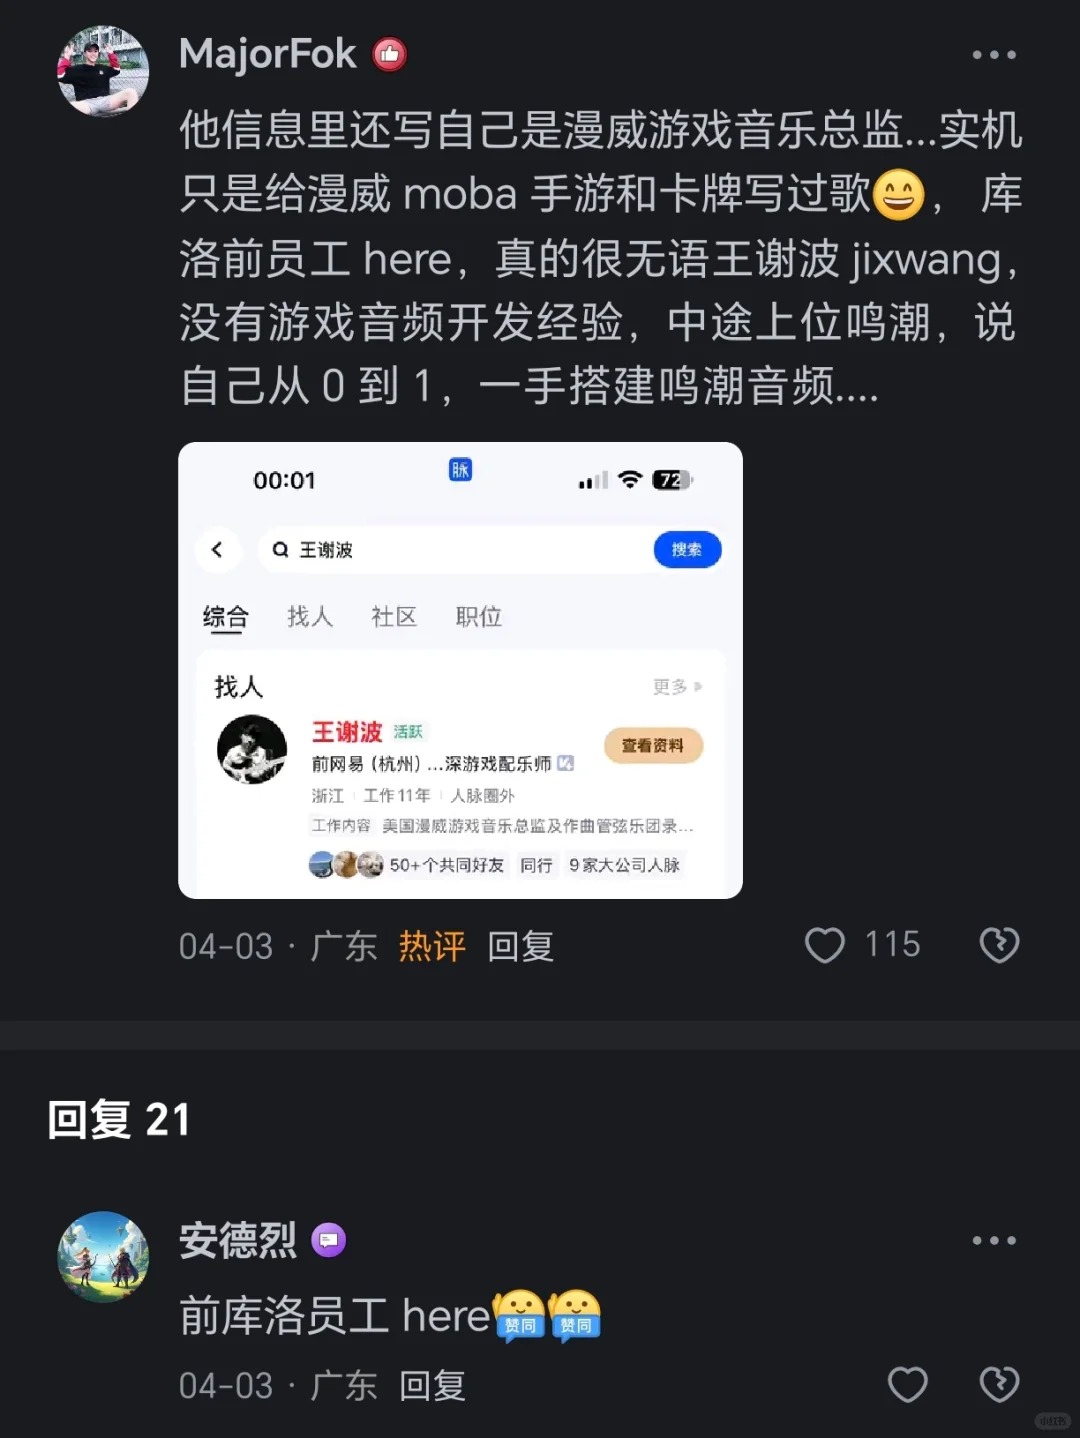 MajorFok
他信息里还写自己是漫威游戏音乐总监...实机
只是给漫威 moba 手游和卡牌写过歌😄， 库
洛前员工 here，真的很无语王谢波 jixwang，
没有游戏音频开发经验，中途上位鸣潮，说
自己从 0 到 1，一手搭建鸣潮音频....
00:01
脉
72
王谢波
搜索
综合 找人 社区 职位
找人
更多
王谢波 活跃
查看资料
前网易 (杭州) ...深游戏配乐师
浙江 工作11年 人脉圈外
工作内容 美国漫威游戏音乐总监及作曲管弦乐团录...
50+个共同好友 同行 9家大公司人脉
04-03 · 广东 热评 回复
115
回复 21
安德烈
前库洛员工 here
赞同 赞同
04-03 · 广东 回复
小红书